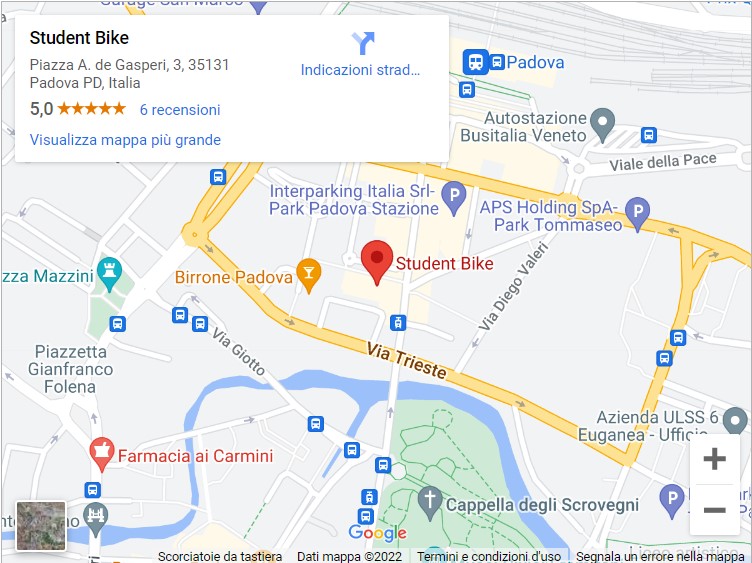 Garage San Marco
Student Bike
Piazza A. de Gasperi, 3, 35131
Padova PD, Italia
Indicazioni strad...
5,0
6 recensioni
Visualizza mappa più grande
Padova
Autostazione
Busitalia Veneto
Viale della Pace
Interparking Italia Srl-
Park Padova Stazione
P
APS Holding SpA-
Park Tommaseo
P
zza Mazzini
Birrone Padova
Student Bike
Via Diego Valeri
Piazzetta
Gianfranco
Folena
Via Giotto
Via Trieste
Azienda ULSS 6
Euganea - Uffici
Farmacia ai Carmini
Cappella degli Scrovegni
P
Google
Scorciatoie da tastiera
Dati mappa ©2022
Termini e condizioni d'uso
Segnala un errore nella mappa